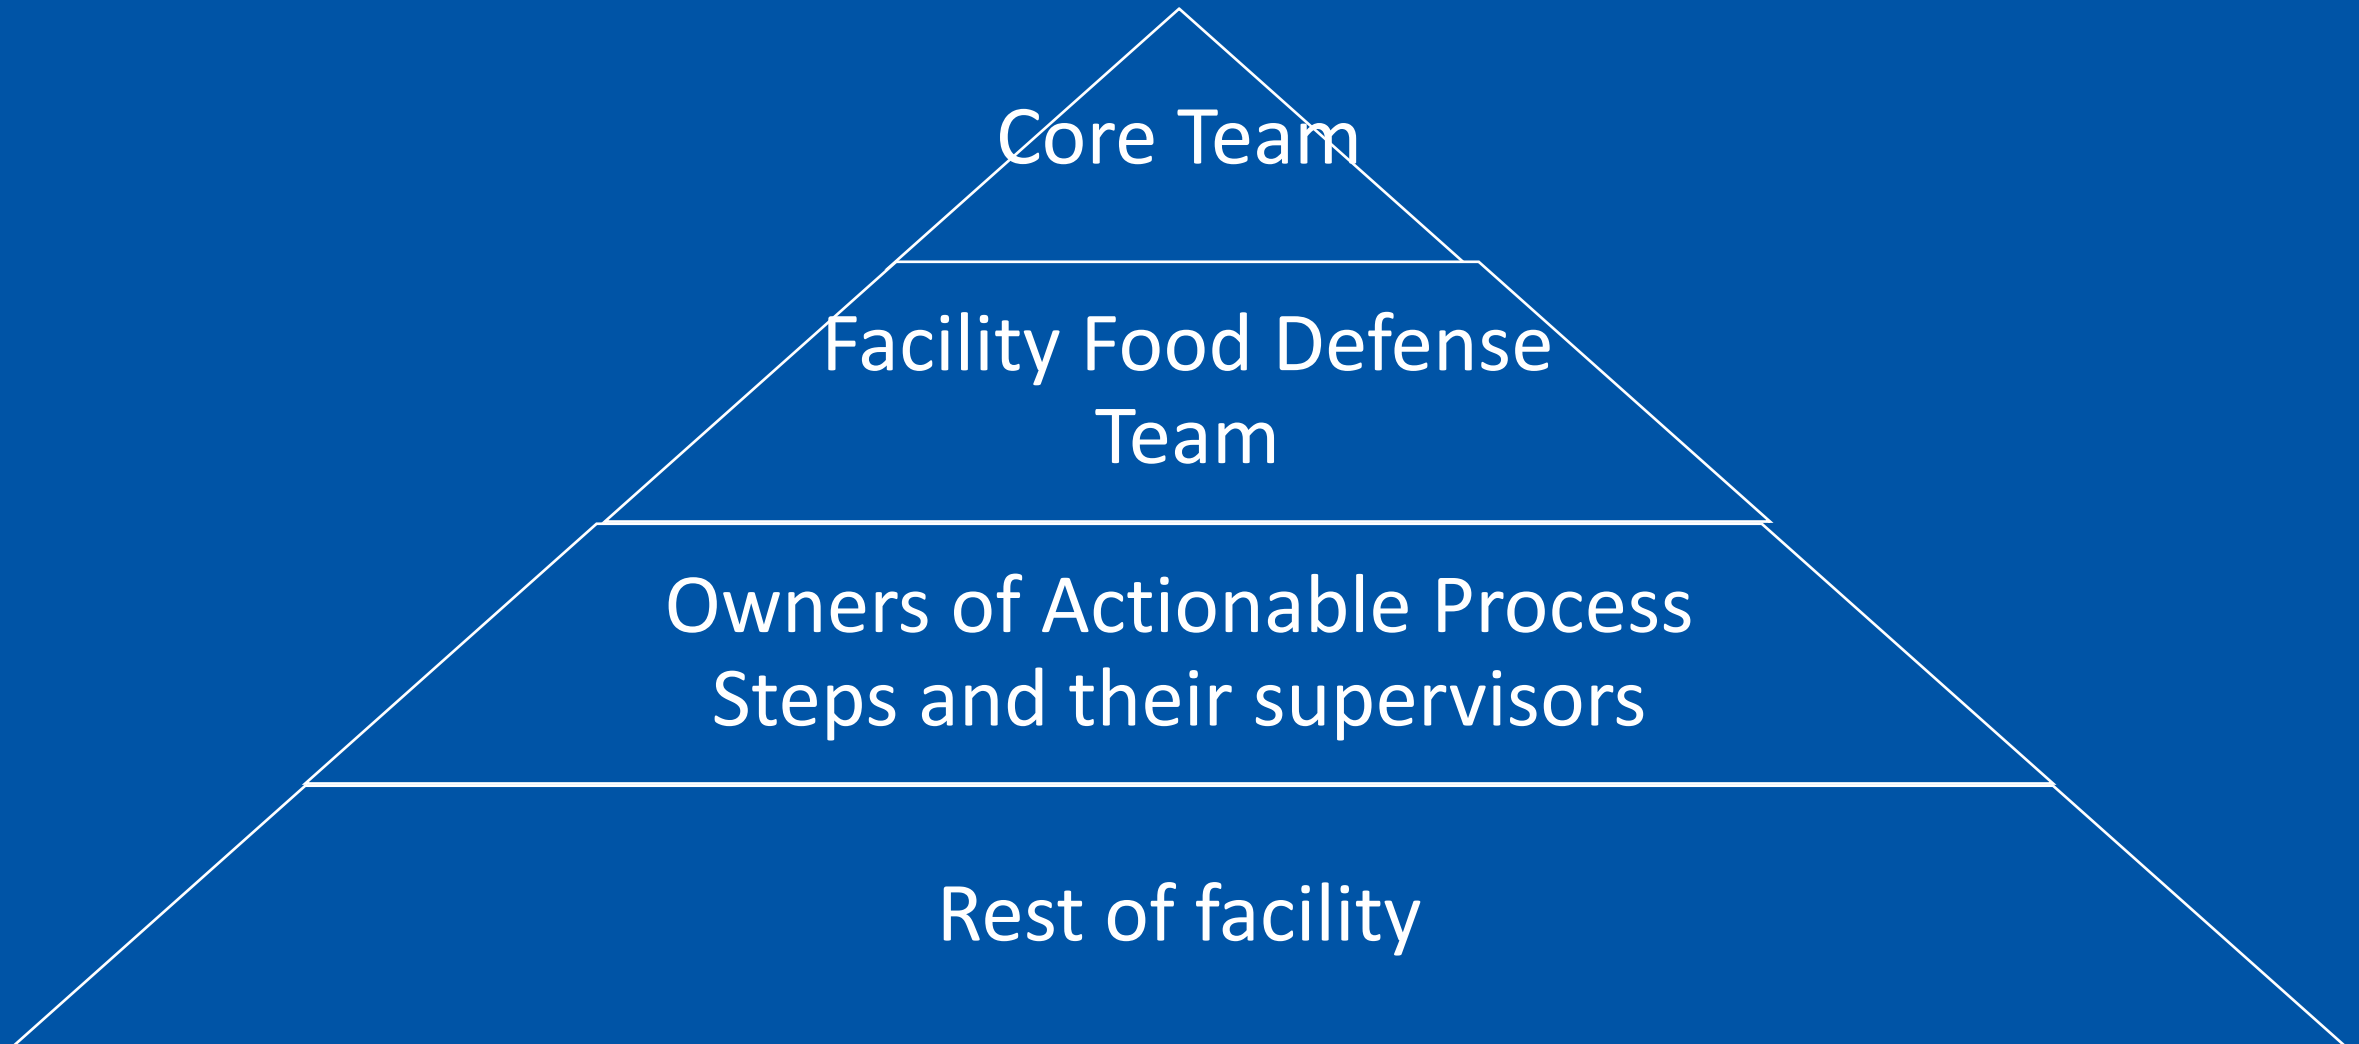 Core Team
Facility Food Defense
Team
Owners of Actionable Process
Steps and their supervisors
Rest of facility